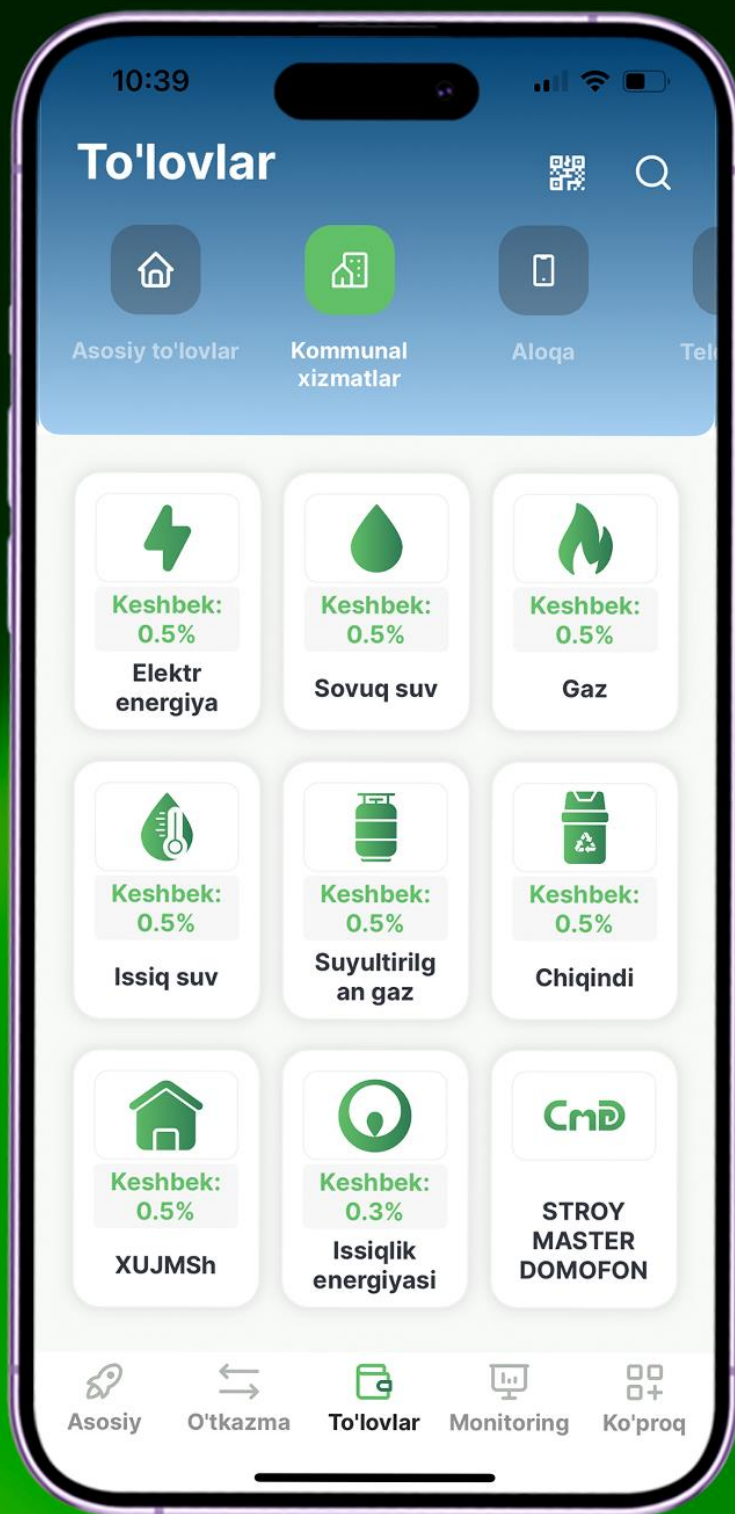 10:39
To'lovlar
Asosiy to'lovlar
Kommunal
xizmatlar
Aloqa
Keshbek:
0.5%
Elektr
energiya
Keshbek:
0.5%
Sovuq suv
Keshbek:
0.5%
Gaz
Keshbek:
0.5%
Issiq suv
Keshbek:
0.5%
Suyultirilg
an gaz
Keshbek:
0.5%
Chiqindi
Keshbek:
0.5%
XUJMSh
Keshbek:
0.3%
Issiqlik
energiyasi
CmD
STROY
MASTER
DOMOFON
Asosiy
O'tkazma
To'lovlar
Monitoring
Ko'proq